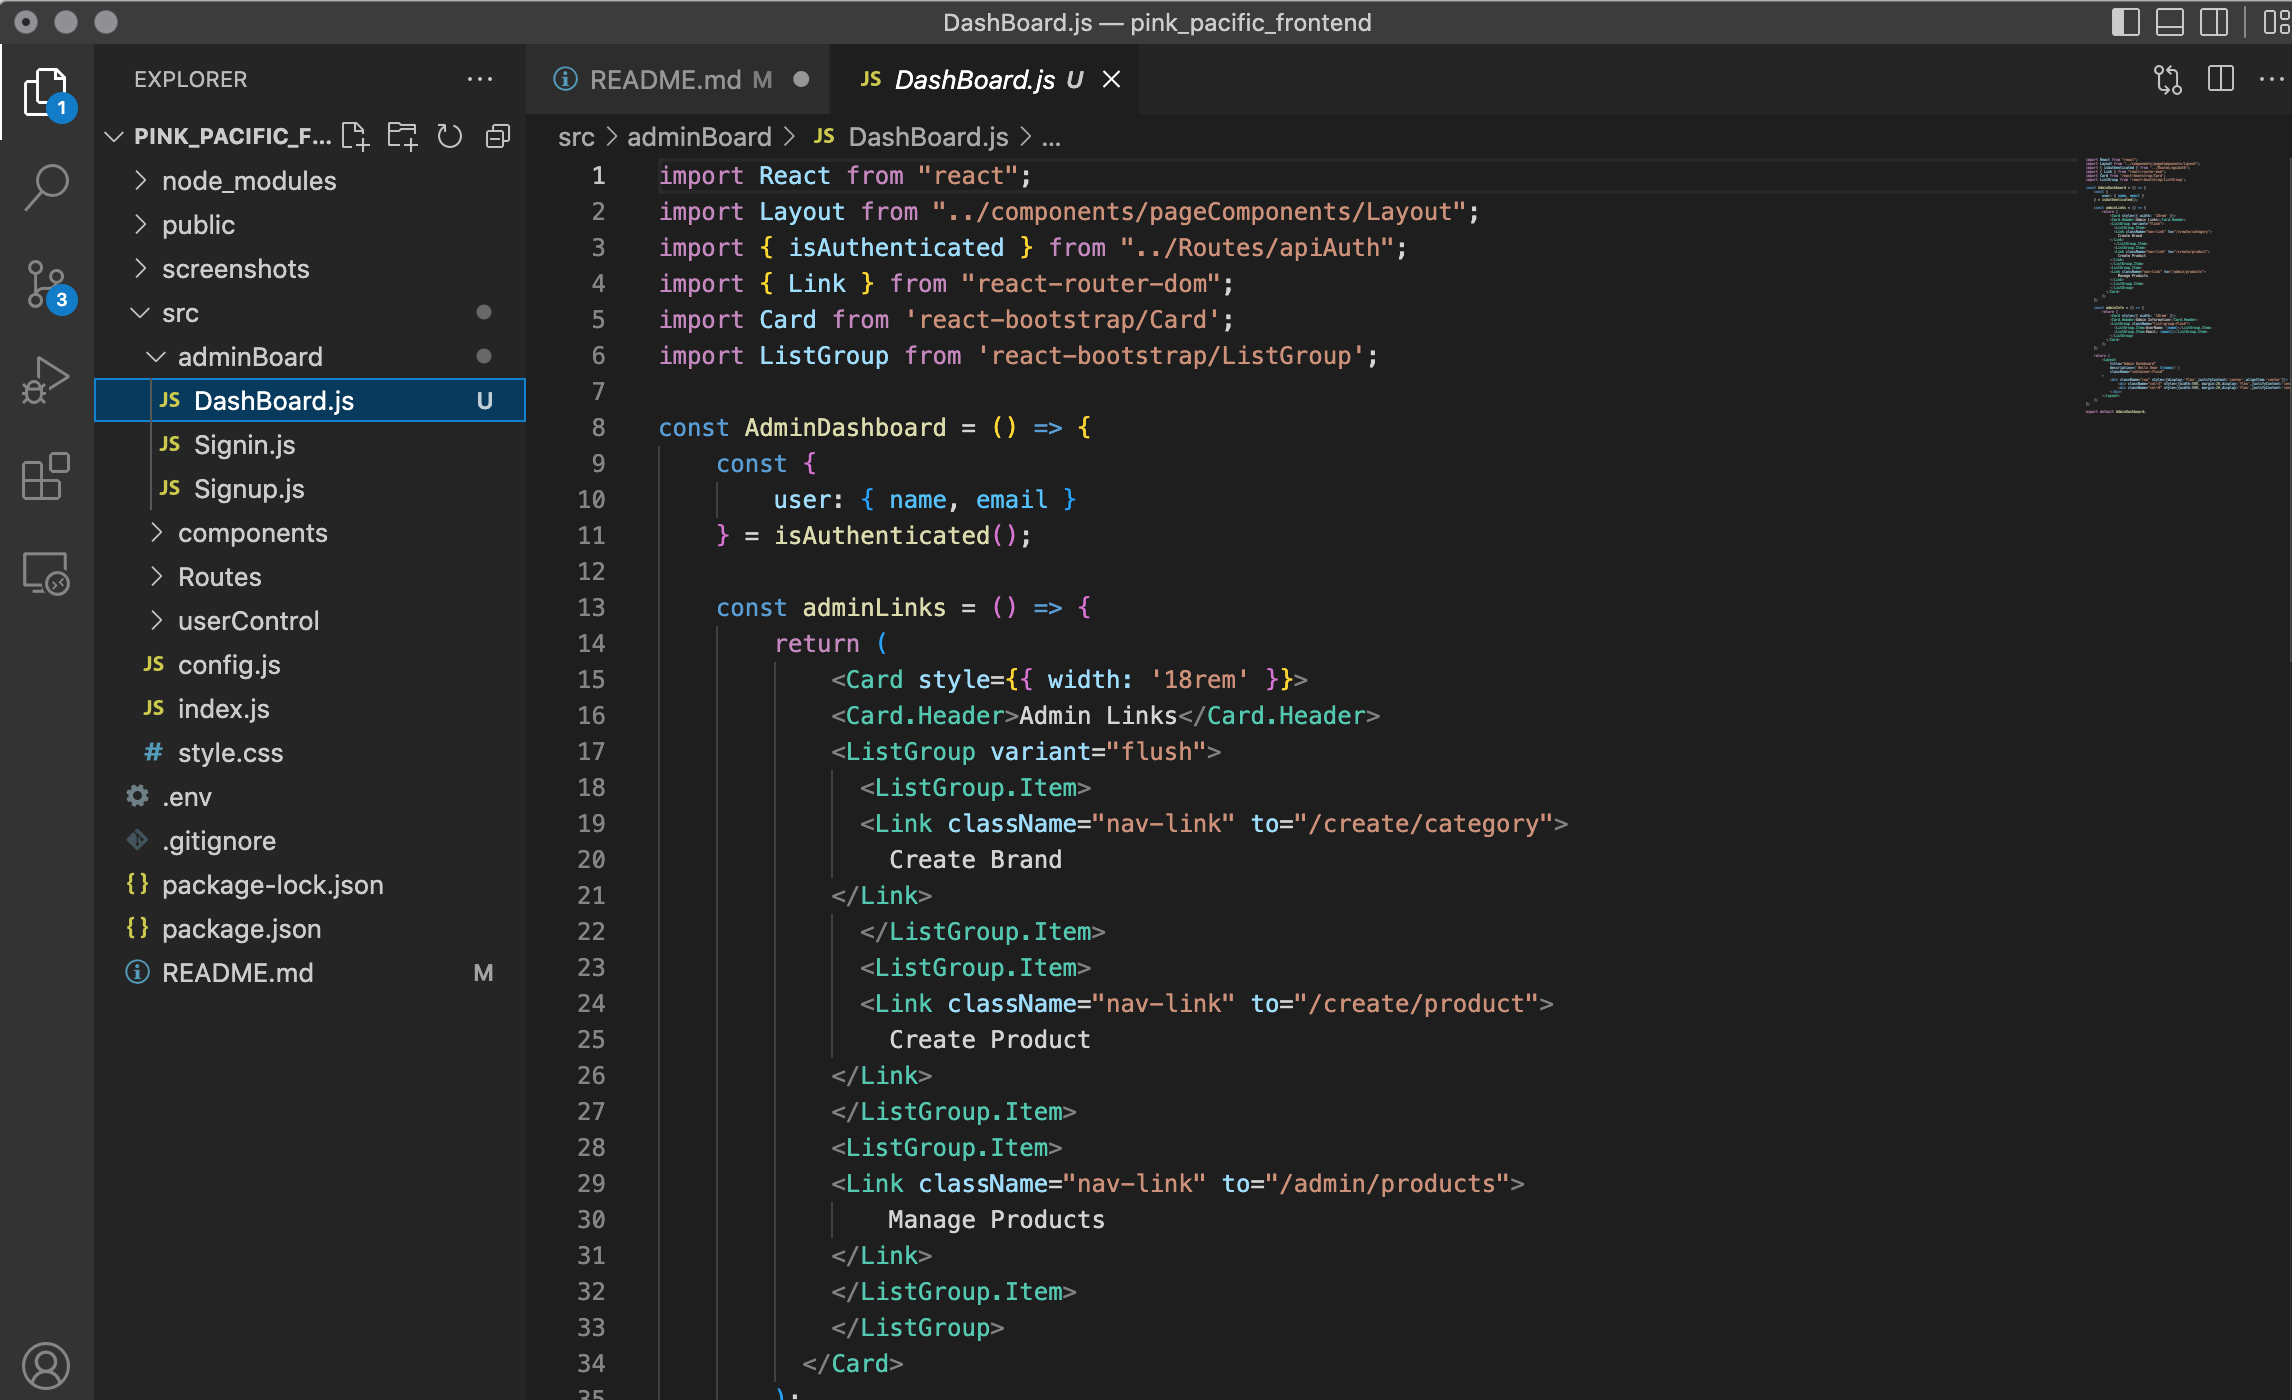 DashBoard.js — pink_pacific_frontend
EXPLORER
1
3
PINK_PACIFIC_F...
node_modules
public
screenshots
src
adminBoard
JS DashBoard.js U
JS Signin.js
JS Signup.js
components
Routes
userControl
JS config.js
JS index.js
# style.css
.env
.gitignore
{} package-lock.json
{} package.json
README.md M
README.md M
JS DashBoard.js U
src > adminBoard > JS DashBoard.js > ...
1 import React from "react";
2 import Layout from "../components/pageComponents/Layout";
3 import { isAuthenticated } from "../Routes/apiAuth";
4 import { Link } from "react-router-dom";
5 import Card from 'react-bootstrap/Card';
6 import ListGroup from 'react-bootstrap/ListGroup';
7
8 const AdminDashboard = () => {
9 const {
10 user: { name, email }
11 } = isAuthenticated();
12
13 const adminLinks = () => {
14 return (
15 <Card style={{ width: '18rem' }}>
16 <Card.Header>Admin Links</Card.Header>
17 <ListGroup variant="flush">
18 <ListGroup.Item>
19 <Link className="nav-link" to="/create/category">
20 Create Brand
21 </Link>
22 </ListGroup.Item>
23 <ListGroup.Item>
24 <Link className="nav-link" to="/create/product">
25 Create Product
26 </Link>
27 </ListGroup.Item>
28 <ListGroup.Item>
29 <Link className="nav-link" to="/admin/products">
30 Manage Products
31 </Link>
32 </ListGroup.Item>
33 </ListGroup>
34 </Card>
35 );